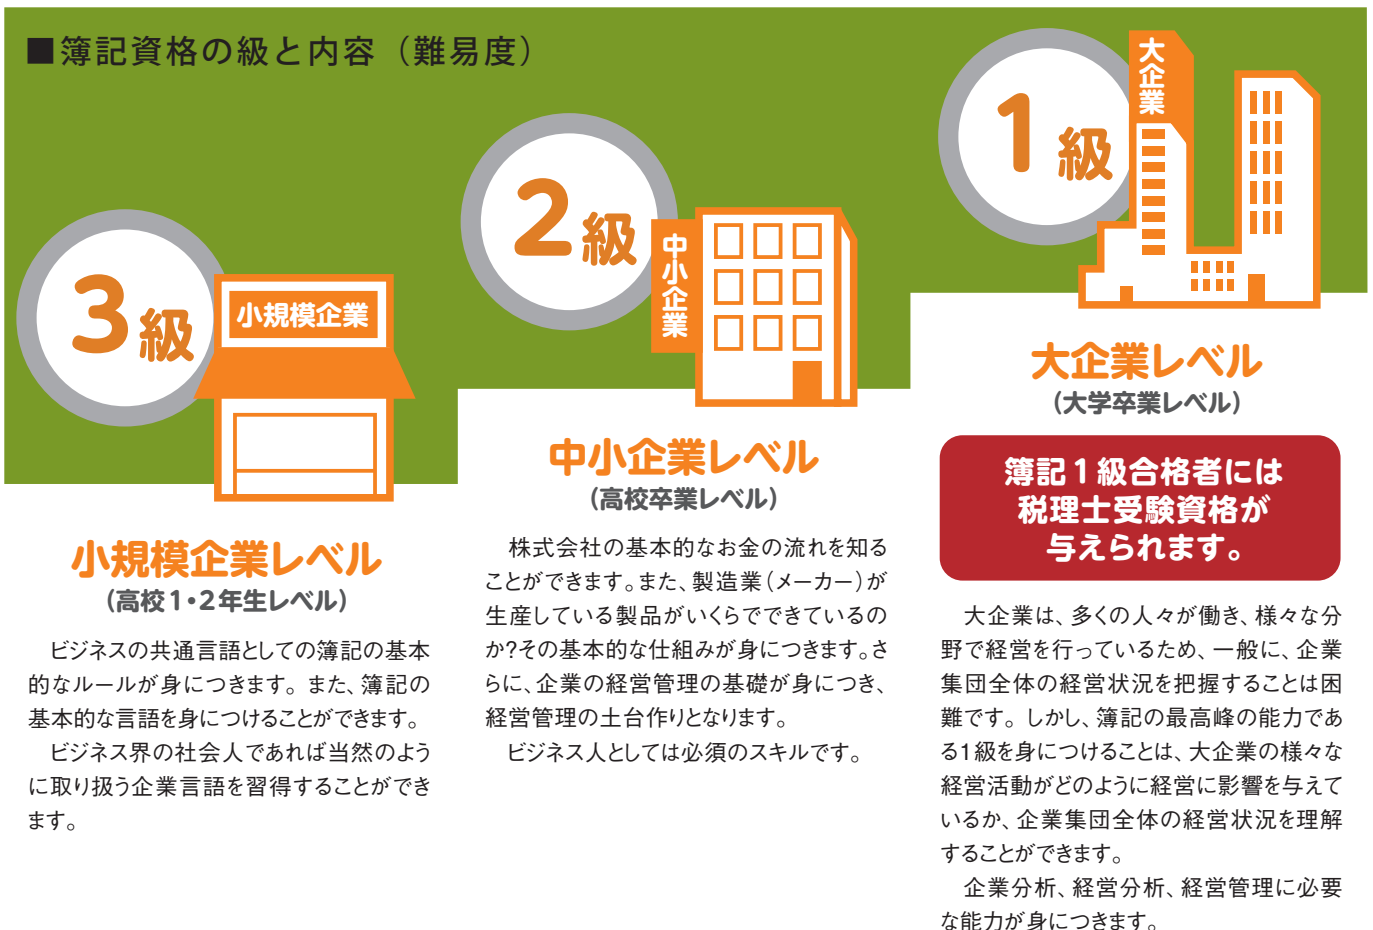 ■簿記資格の級と内容（難易度）
3級
小規模企業
小規模企業レベル
（高校1・2年生レベル）
ビジネスの共通言語としての簿記の基本
的なルールが身につきます。また、簿記の
基本的な言語を身につけることができます。
ビジネス界の社会人であれば当然のよう
に取り扱う企業言語を習得することができ
ます。
2級
中小企業
中小企業レベル
（高校卒業レベル）
株式会社の基本的なお金の流れを知る
ことができます。また、製造業（メーカー）が
生産している製品がいくらでできているの
か?その基本的な仕組みが身につきます。さ
らに、企業の経営管理の基礎が身につき、
経営管理の土台作りとなります。
ビジネス人としては必須のスキルです。
1級
大企業
大企業レベル
（大学卒業レベル）
簿記1級合格者には
税理士受験資格が
与えられます。
大企業は、多くの人々が働き、様々な分
野で経営を行っているため、一般に、企業
集団全体の経営状況を把握することは困
難です。しかし、簿記の最高峰の能力であ
る1級を身につけることは、大企業の様々な
経営活動がどのように経営に影響を与えて
いるか、企業集団全体の経営状況を理解
することができます。
企業分析、経営分析、経営管理に必要
な能力が身につきます。